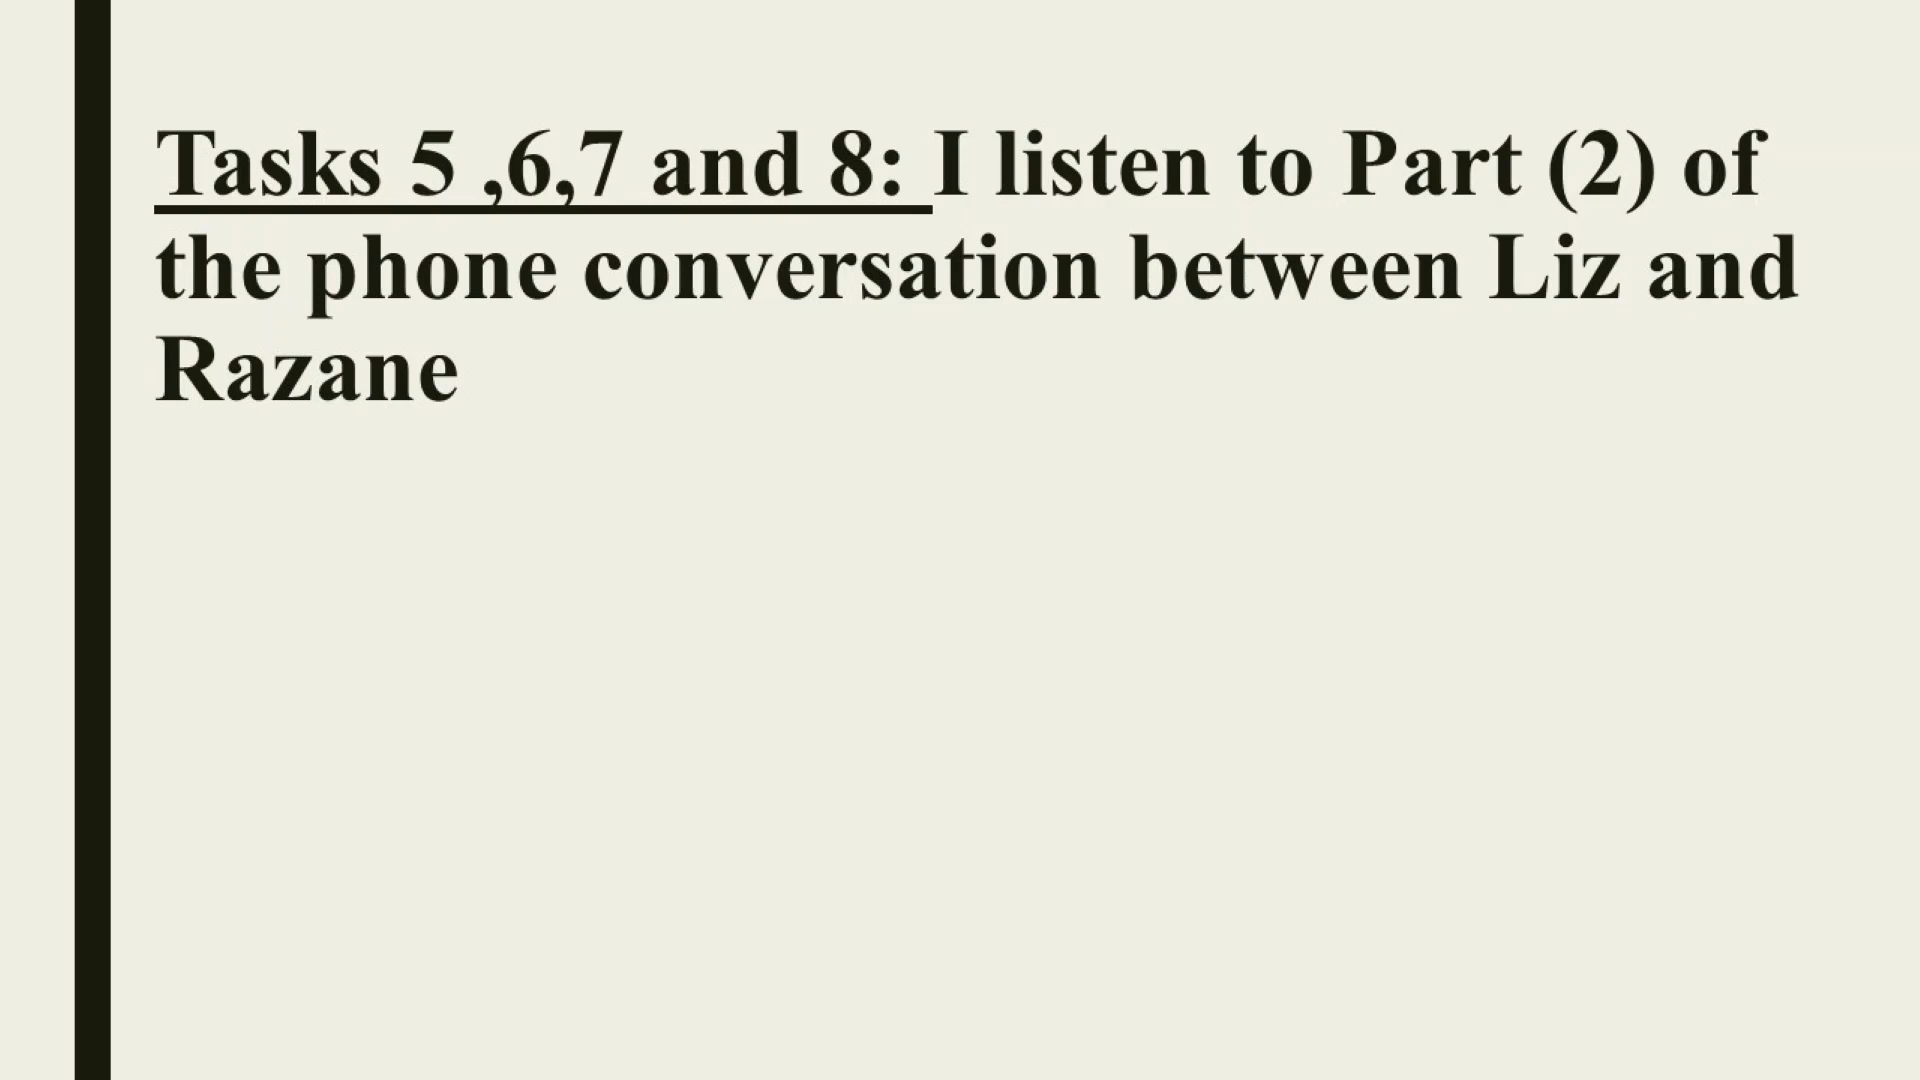 Tasks 5 ,6,7 and 8: I listen to Part (2) of
the phone conversation between Liz and
Razane